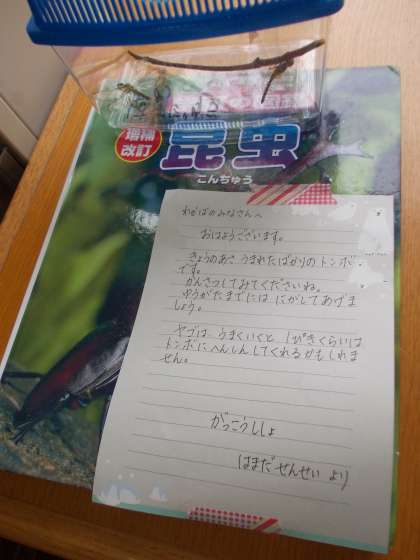 増補
改訂
昆虫
こんちゅう
わかばのみなさんへ
おはようございます。
きょうのあさ うまれたばかりの トンボ
です。
かんさつしてみてくださいね。
ゆうがたまでには にがしてあげま
しょう。
ヤゴは、うまくいくと 1ぴきくらいは
トンボに へんしんしてくれるかもしれま
せん。
がっこうししょ
はまだせんせい より